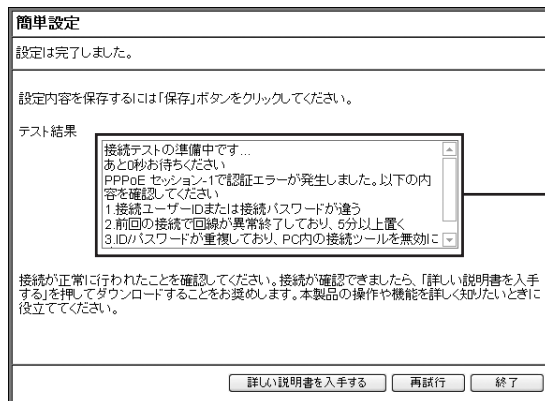 簡単設定
設定は完了しました。
設定内容を保存するには「保存」ボタンをクリックしてください。
テスト結果
接続テストの準備中です...
あと0秒お待ちください
PPPoE セッション-1で認証エラーが発生しました。以下の内
容を確認してください
1.接続ユーザーIDまたは接続パスワードが違う
2.前回の接続で回線が異常終了しており、5分以上置く
3.ID/パスワードが重複しており、PC内の接続ツールを無効に
接続が正常に行われたことを確認してください。接続が確認できましたら、「詳しい説明書を入手
する」を押してダウンロードすることをお奨めします。本製品の操作や機能を詳しく知りたいときに
役立ててください。
詳しい説明書を入手する
再試行
終了